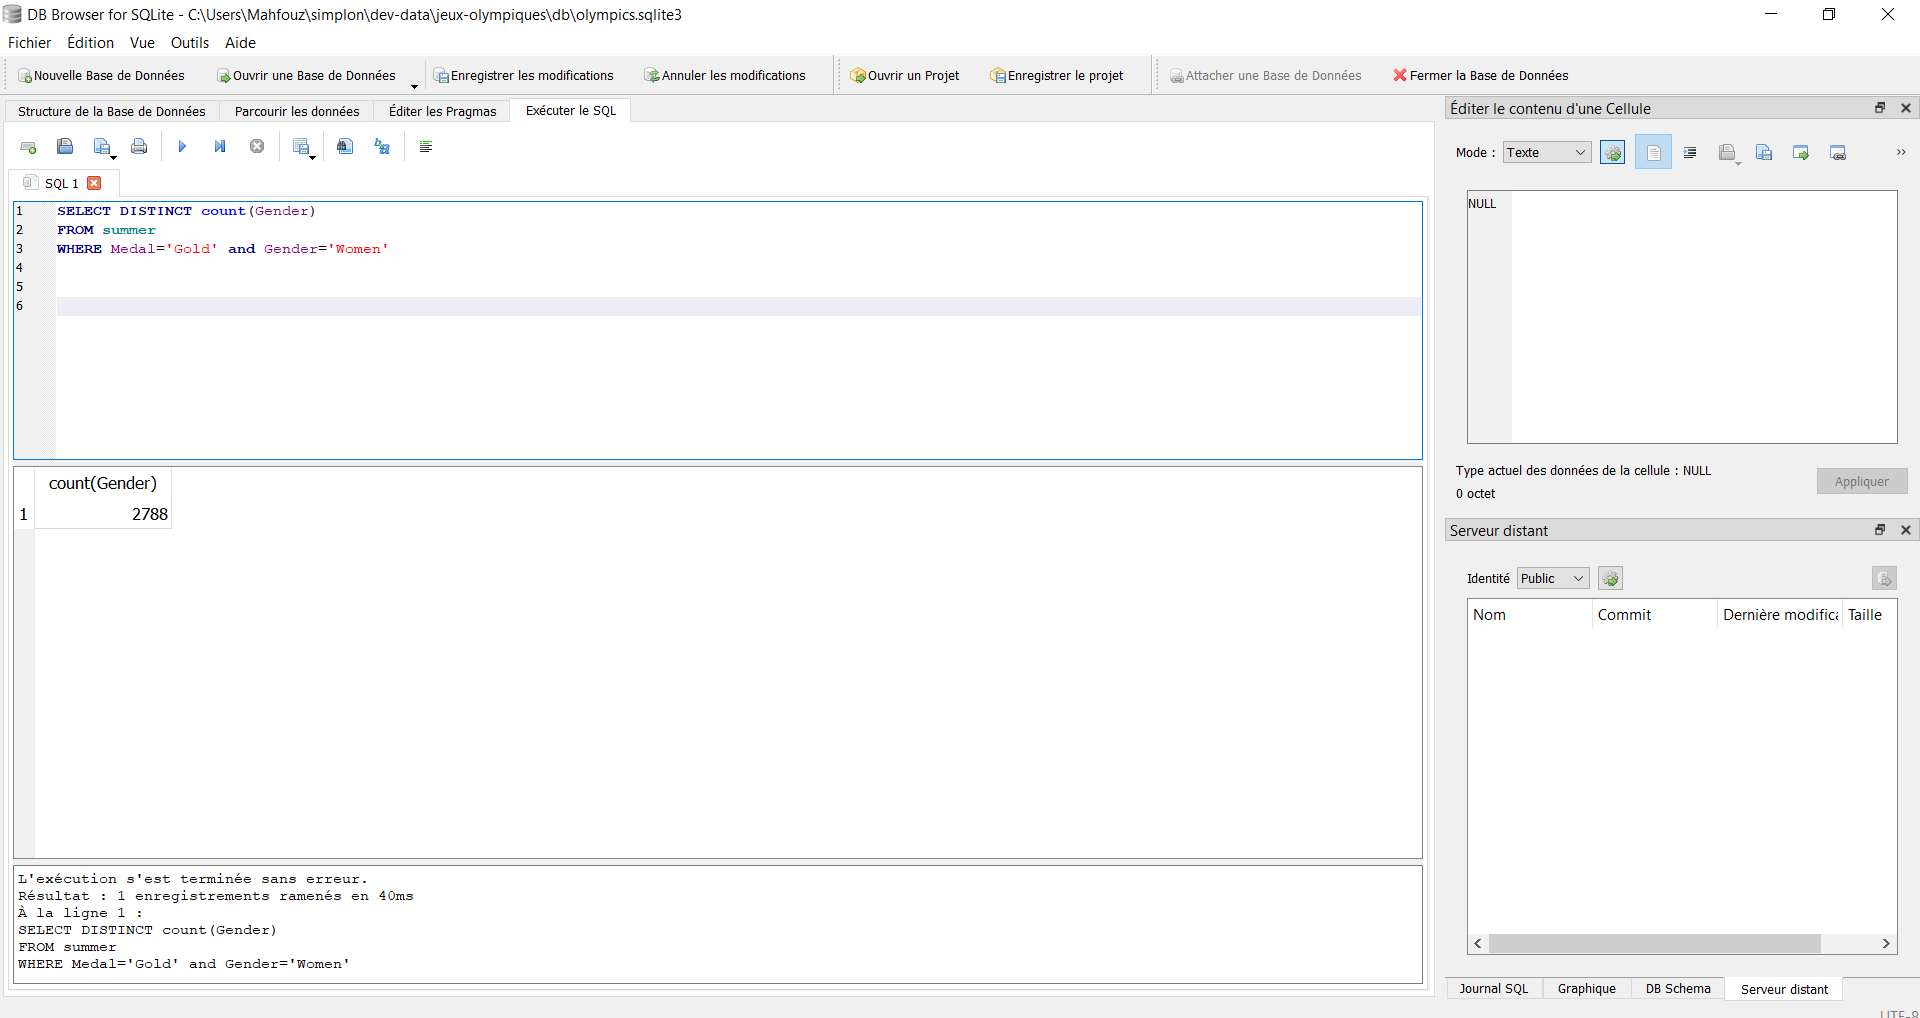 DB Browser for SQLite - C:\Users\Mahfouz\simplon\dev-data\jeux-olympiques\db\olympics.sqlite3
Fichier Édition Vue Outils Aide
Nouvelle Base de Données Ouvrir une Base de Données Enregistrer les modifications Annuler les modifications Ouvrir un Projet Enregistrer le projet Attacher une Base de Données Fermer la Base de Données
Structure de la Base de Données Parcourir les données Éditer les Pragmas Exécuter le SQL
SQL 1
1 SELECT DISTINCT count(Gender)
2 FROM summer
3 WHERE Medal='Gold' and Gender='Women'
4
5
6
count(Gender)
1 2788
L'exécution s'est terminée sans erreur.
Résultat : 1 enregistrements ramenés en 40ms
À la ligne 1 :
SELECT DISTINCT count(Gender)
FROM summer
WHERE Medal='Gold' and Gender='Women'
Éditer le contenu d'une Cellule
Mode : Texte
NULL
Type actuel des données de la cellule : NULL
0 octet
Appliquer
Serveur distant
Identité Public
Nom Commit Dernière modifica Taille
Journal SQL Graphique DB Schema Serveur distant
UTF-8